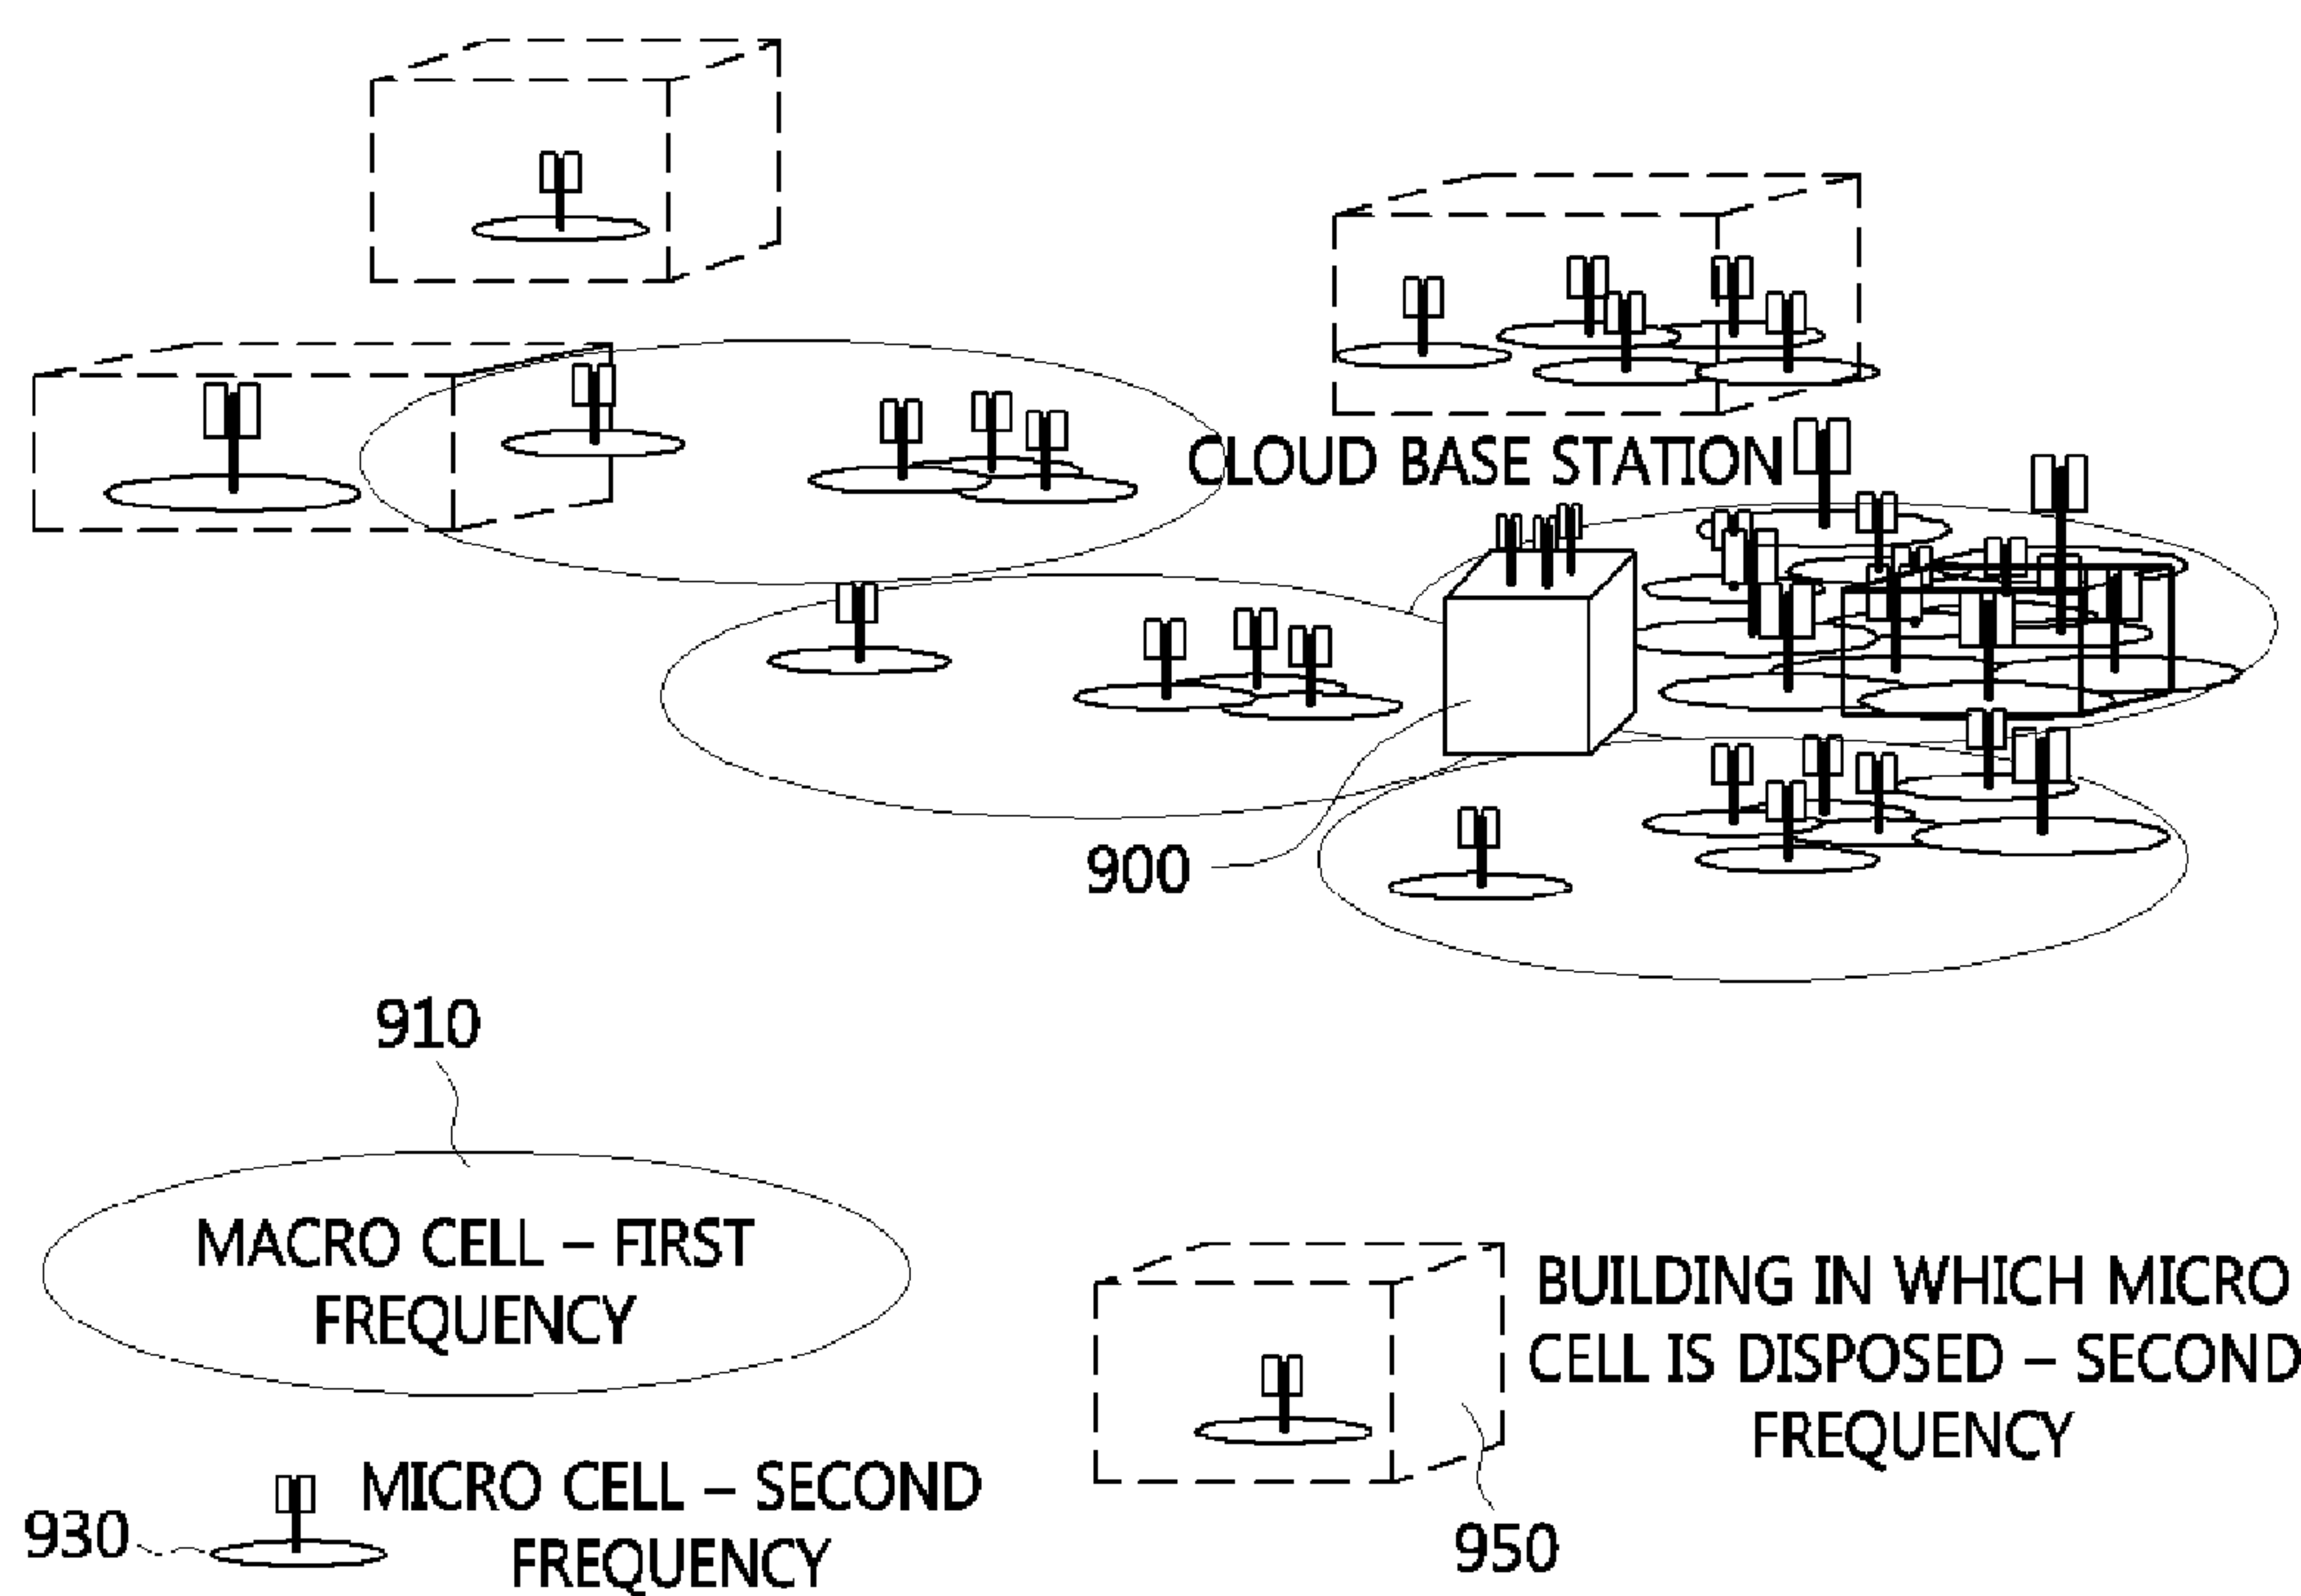 CLOUD BASE STATION
900
910
MACRO CELL – FIRST
FREQUENCY
BUILDING IN WHICH MICRO
CELL IS DISPOSED – SECOND
FREQUENCY
MICRO CELL – SECOND
FREQUENCY
930
950